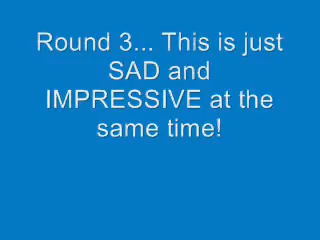 Round 3... This is just
SAD and
IMPRESSIVE at the
same time!